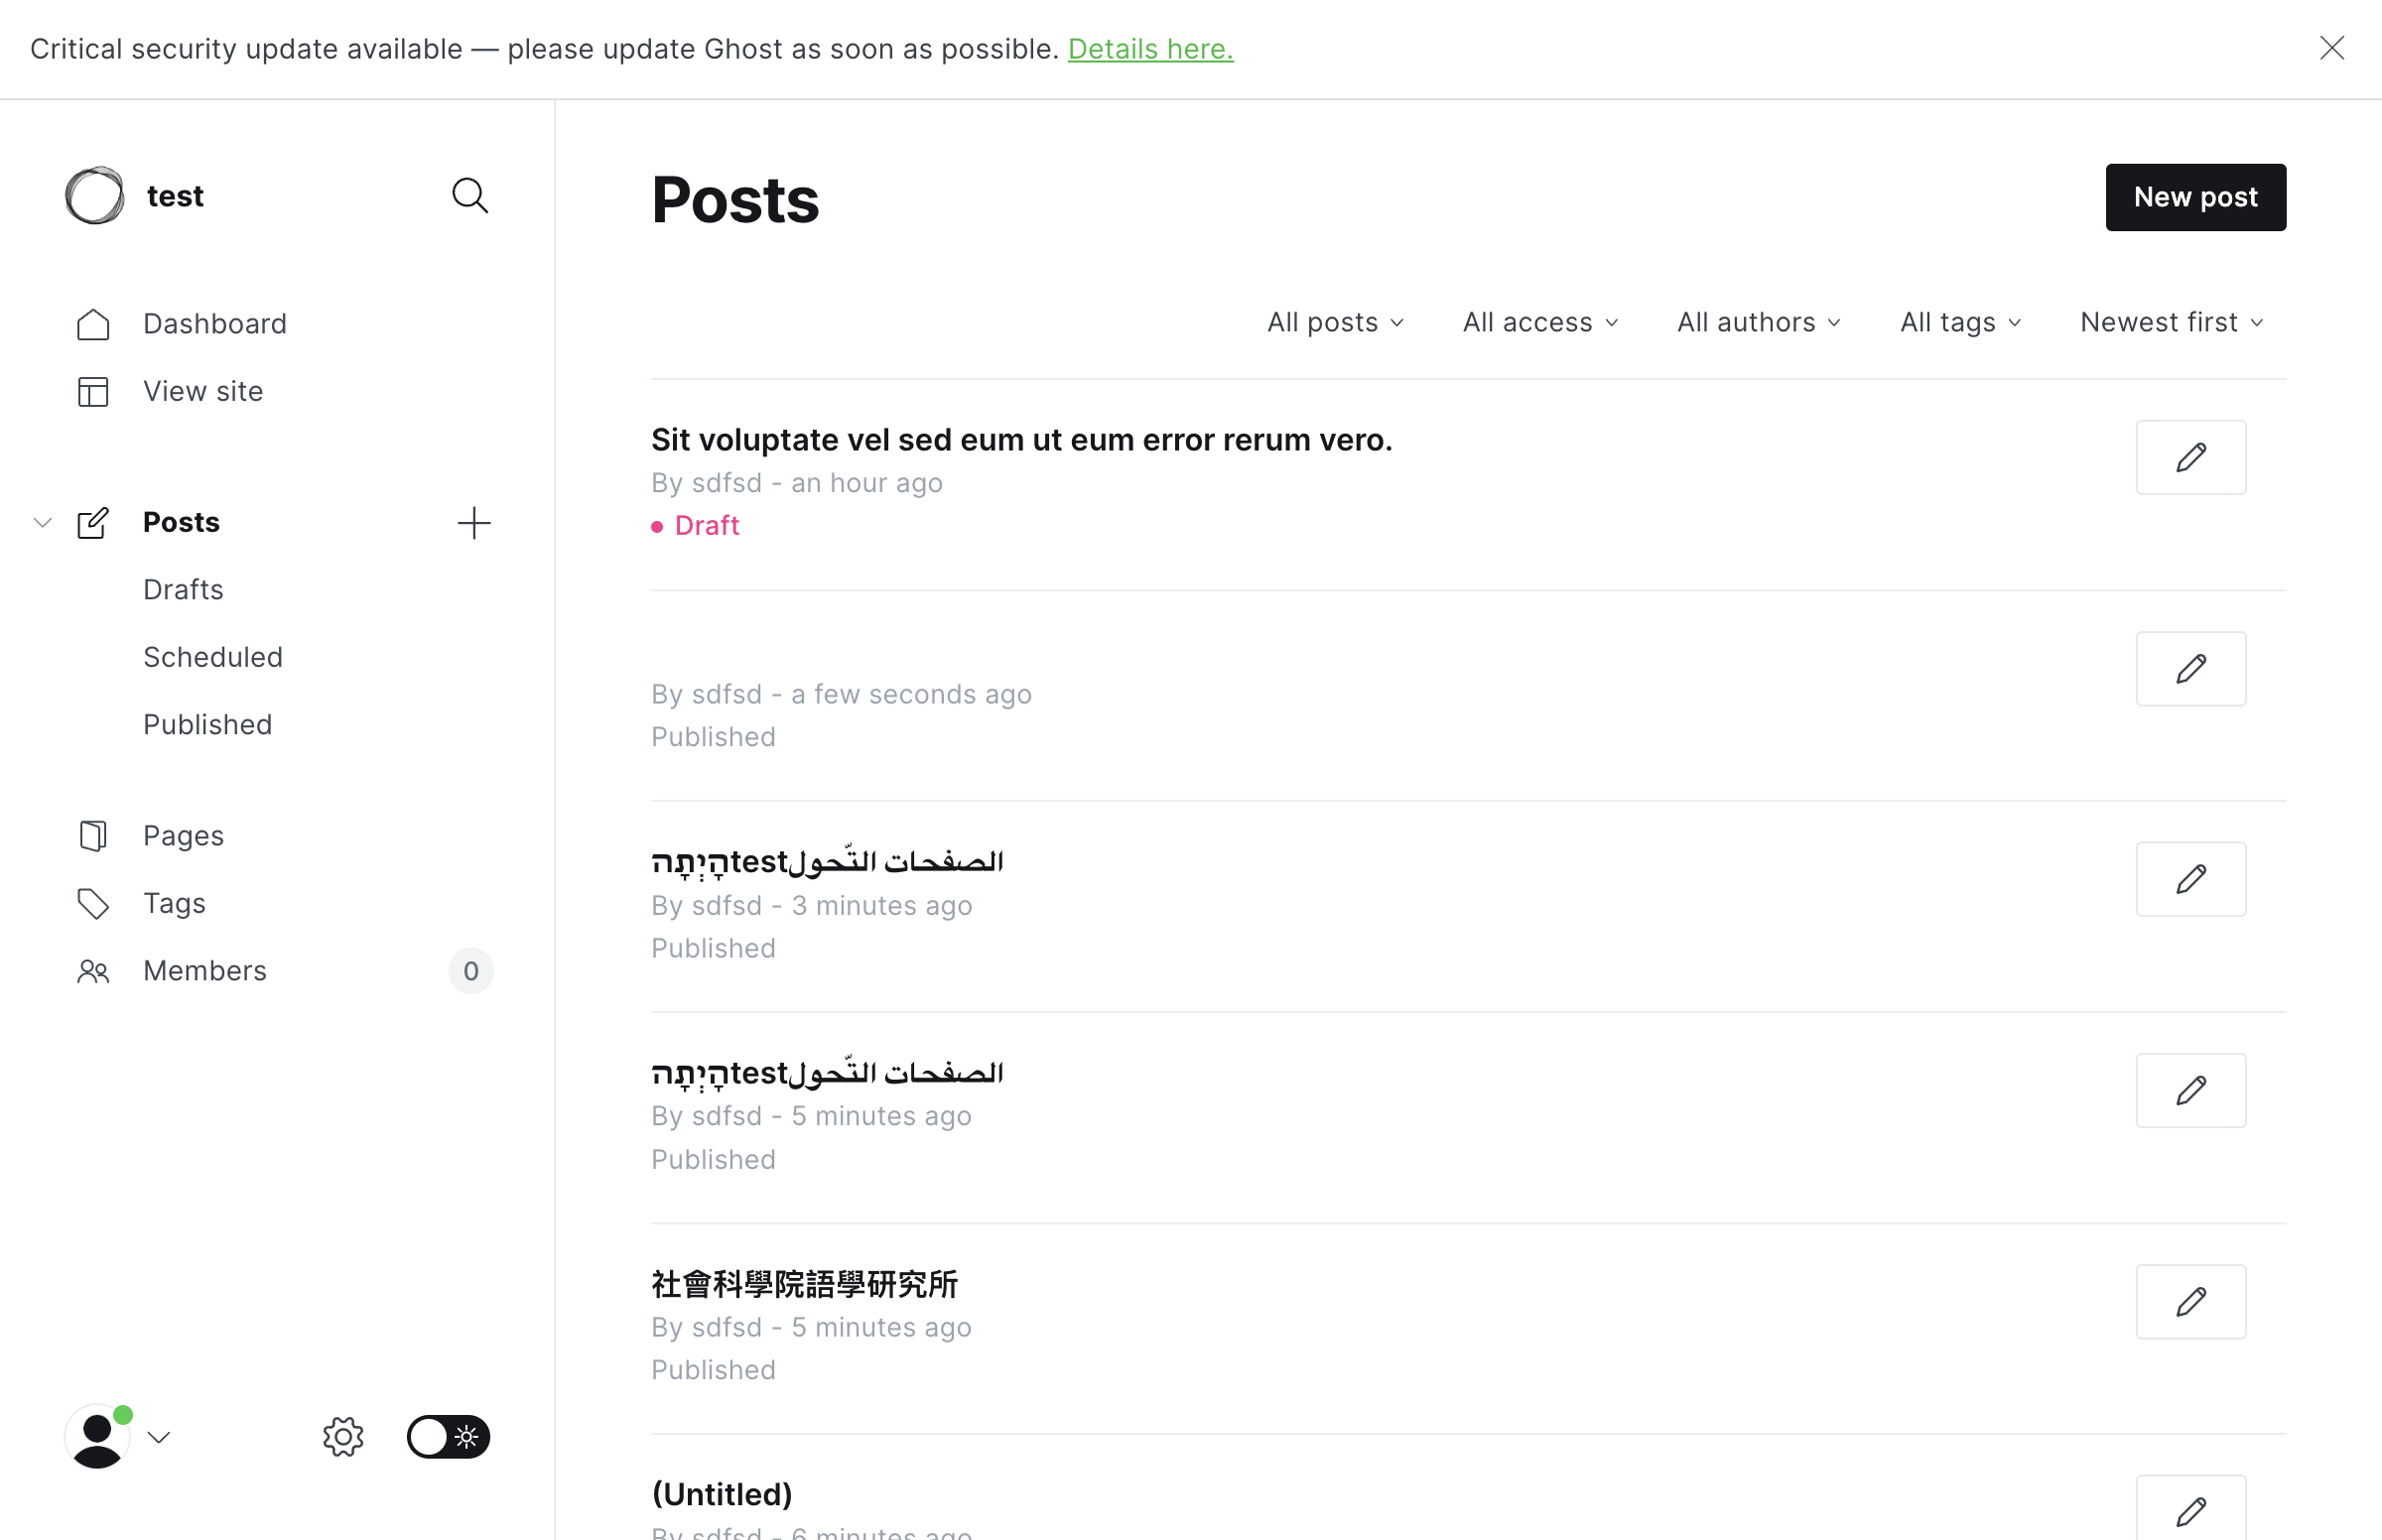 Critical security update available — please update Ghost as soon as possible. Details here.
test
Dashboard
View site
Posts
Drafts
Scheduled
Published
Pages
Tags
Members 0
Posts
New post
All posts All access All authors All tags Newest first
Sit voluptate vel sed eum ut eum error rerum vero.
By sdfsd - an hour ago
Draft
By sdfsd - a few seconds ago
Published
הָיְתָהtestالصفحات التّحول
By sdfsd - 3 minutes ago
Published
הָיְתָהtestالصفحات التّحول
By sdfsd - 5 minutes ago
Published
社會科學院語學研究所
By sdfsd - 5 minutes ago
Published
(Untitled)
By sdfsd - 6 minutes ago